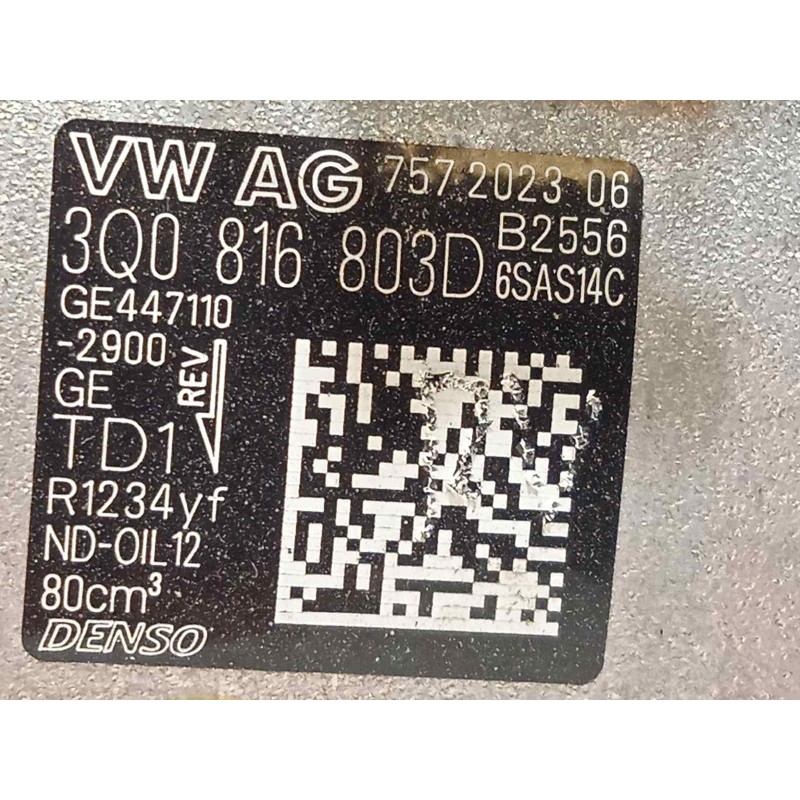 VW AG 757 2023 06
3Q0 816 803D B2556
6SAS14C
GE447110
-2900
REV
GE
TD1
R1234yf
ND-OIL12
80cm³
DENSO